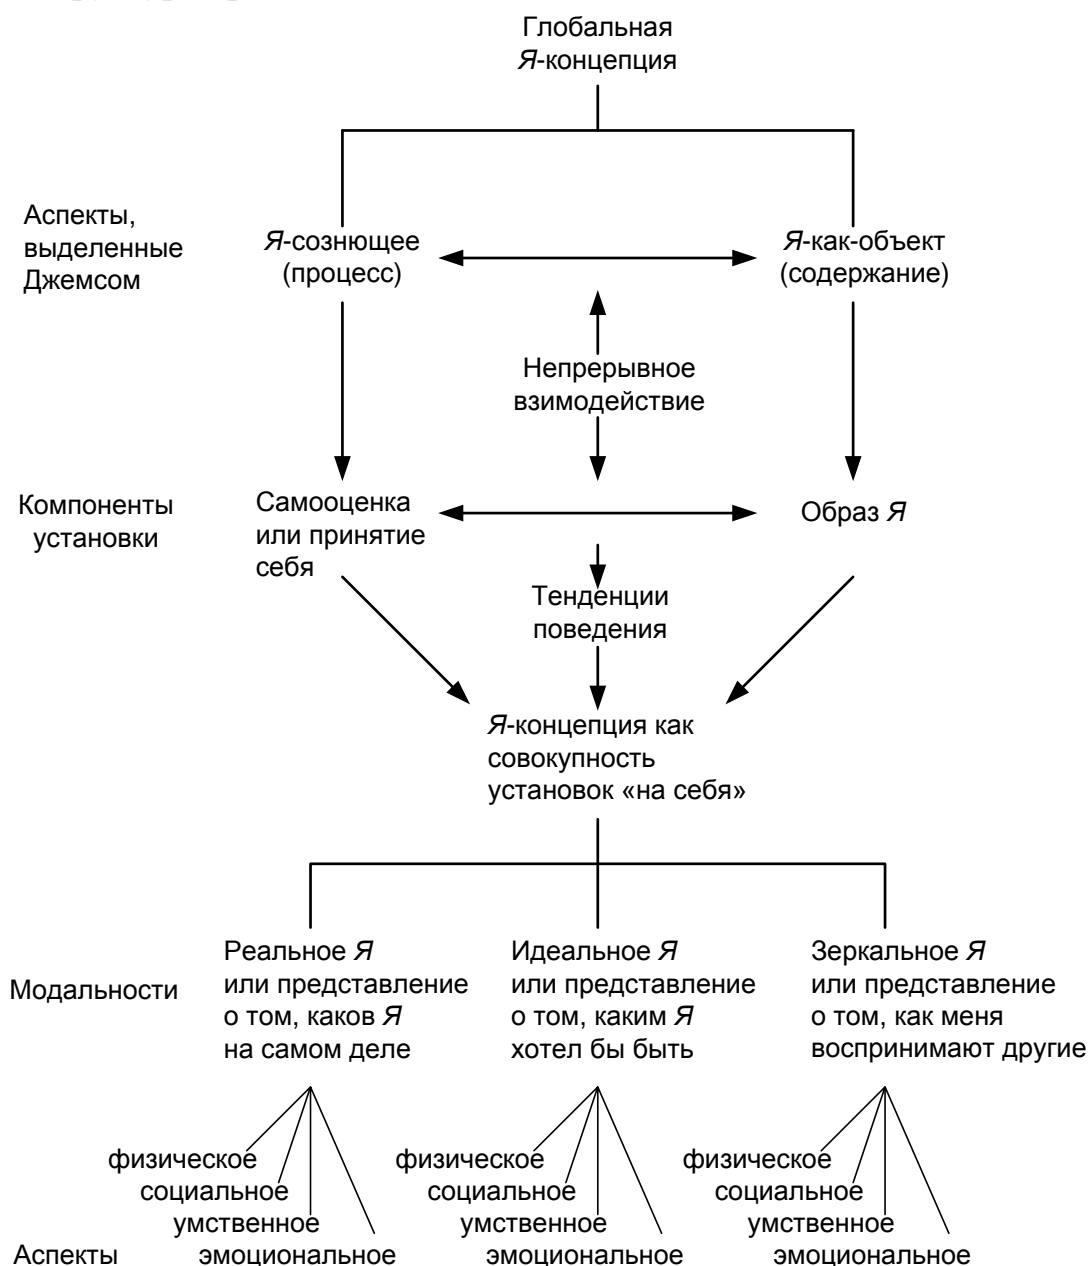 Глобальная
Я-концепция
Аспекты,
выделенные
Джемсом
Я-сознющее
(процесс)
Я-как-объект
(содержание)
Непрерывное
взимодействие
Компоненты
установки
Самооценка
или принятие
себя
Образ Я
Тенденции
поведения
Я-концепция как
совокупность
установок «на себя»
Модальности
Реальное Я
или представление
о том, каков Я
на самом деле
Идеальное Я
или представление
о том, каким Я
хотел бы быть
Зеркальное Я
или представление
о том, как меня
воспринимают другие
Аспекты
физическое
социальное
умственное
эмоциональное
физическое
социальное
умственное
эмоциональное
физическое
социальное
умственное
эмоциональное